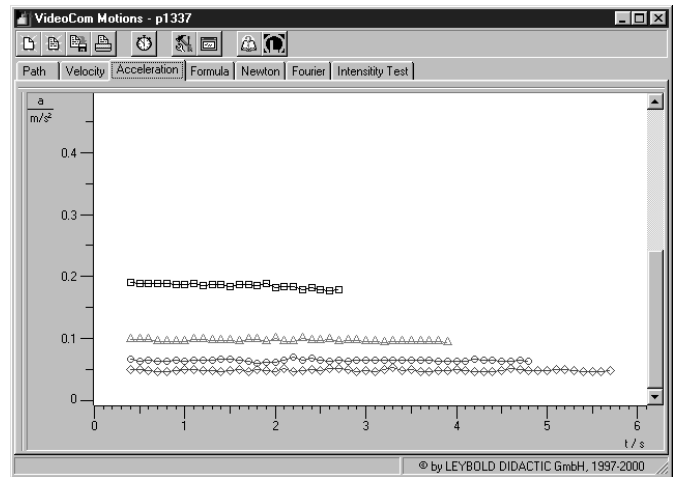 VideoCom Motions - p1337
Path Velocity Acceleration Formula Newton Fourier Intensitity Test
a
m/s²
0.4
0.3
0.2
0.1
0
0 1 2 3 4 5 6
t / s
© by LEYBOLD DIDACTIC GmbH, 1997-2000